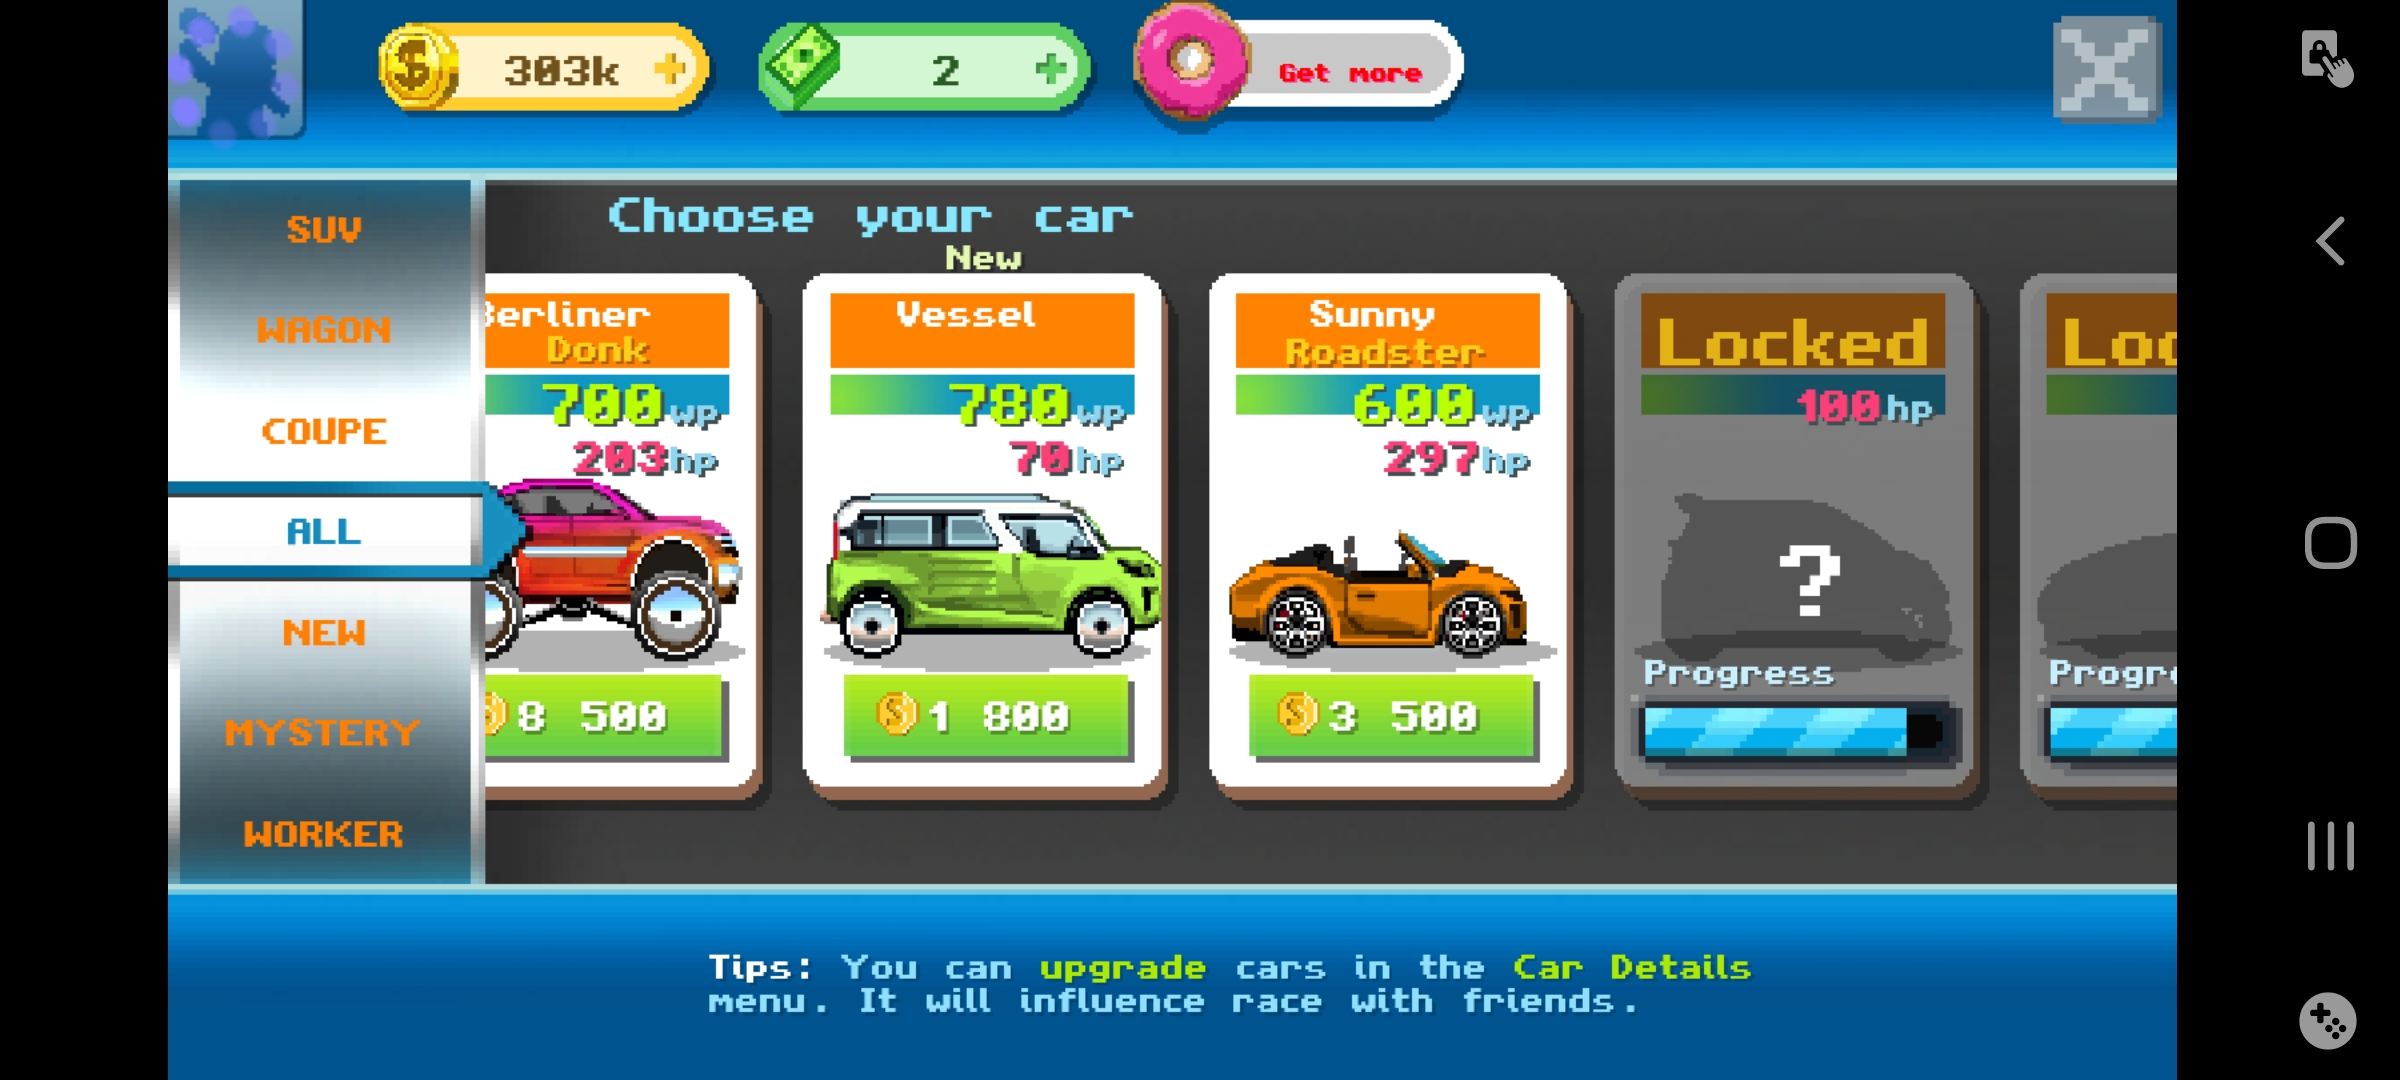 303k
2
Get more
SUV
WAGON
COUPE
ALL
NEW
MYSTERY
WORKER
Choose your car
New
Berliner
Donk
700 wp
203 hp
8 500
Vessel
780 wp
70 hp
1 800
Sunny
Roadster
600 wp
297 hp
3 500
Locked
100 hp
?
Progress
Loc
Progre
Tips: You can upgrade cars in the Car Details
menu. It will influence race with friends.